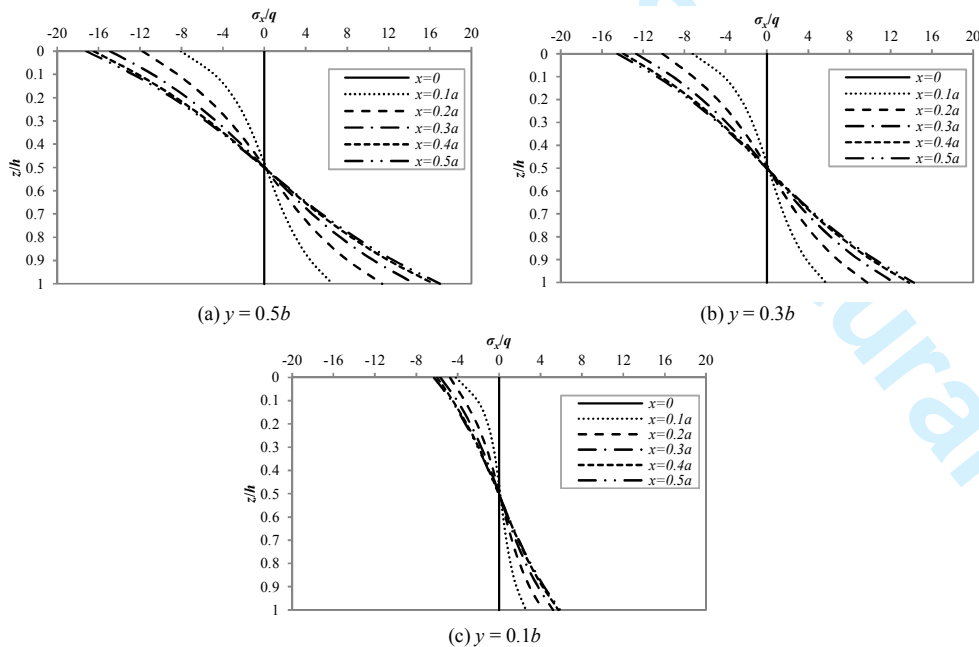 σx/q
-20 -16 -12 -8 -4 0 4 8 12 16 20
0
0.1
0.2
0.3
0.4
0.5
0.6
0.7
0.8
0.9
1
z/h
x=0
x=0.1a
x=0.2a
x=0.3a
x=0.4a
x=0.5a
(a) y = 0.5b
σx/q
-20 -16 -12 -8 -4 0 4 8 12 16 20
0
0.1
0.2
0.3
0.4
0.5
0.6
0.7
0.8
0.9
1
z/h
x=0
x=0.1a
x=0.2a
x=0.3a
x=0.4a
x=0.5a
(b) y = 0.3b
σx/q
-20 -16 -12 -8 -4 0 4 8 12 16 20
0
0.1
0.2
0.3
0.4
0.5
0.6
0.7
0.8
0.9
1
z/h
x=0
x=0.1a
x=0.2a
x=0.3a
x=0.4a
x=0.5a
(c) y = 0.1b